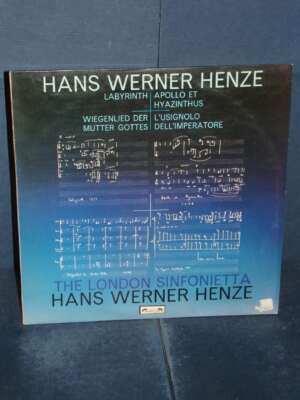 HANS WERNER HENZE
LABYRINTH
APOLLO ET
HYAZINTHUS
WIEGENLIED DER
MUTTER GOTTES
L'USIGNOLO
DELL'IMPERATORE
THE LONDON SINFONIETTA
HANS WERNER HENZE